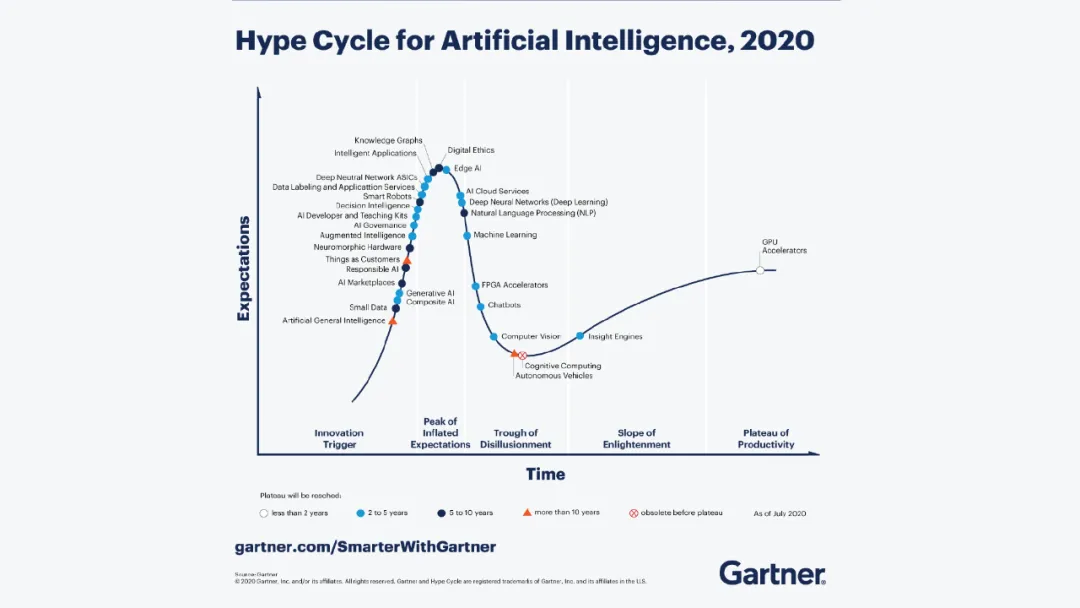 Hype Cycle for Artificial Intelligence, 2020
Expectations
Knowledge Graphs
Intelligent Applications
Digital Ethics
Edge AI
Deep Neutral Network ASICs
Data Labeling and Applicattion Services
Smart Robots
Decision Intelligence
AI Developer and Teaching Kits
AI Governance
Augmented Intelligence
Neuromorphic Hardware
Things as Customers
Responsible AI
AI Marketplaces
Generative AI
Composite AI
Small Data
Artificial General Intelligence
AI Cloud Services
Deep Neural Networks (Deep Learning)
Natural Language Processing (NLP)
Machine Learning
FPGA Accelerators
Chatbots
Computer Vision
Cognitive Computing
Autonomous Vehicles
Insight Engines
GPU
Accelerators
Innovation
Trigger
Peak of
Inflated
Expectations
Trough of
Disillusionment
Slope of
Enlightenment
Plateau of
Productivity
Time
Plateau will be reached:
less than 2 years
2 to 5 years
5 to 10 years
more than 10 years
obsolete before plateau
As of July 2020
gartner.com/SmarterWithGartner
Source: Gartner
© 2020 Gartner, Inc. and/or its affiliates. All rights reserved. Gartner and Hype Cycle are registered trademarks of Gartner, Inc. and its affiliates in the U.S.
Gartner.